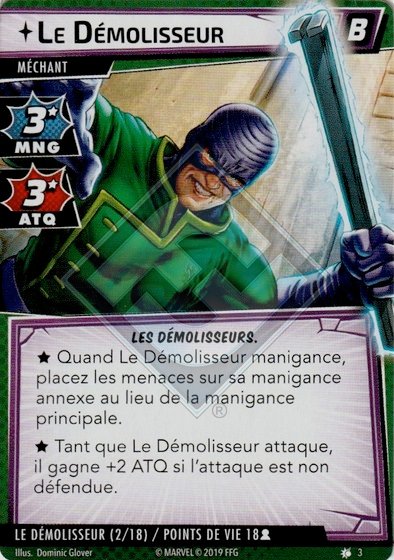 Le Démolisseur
B
MÉCHANT
3
MNG
3
ATQ
LES DÉMOLISSEURS.
★ Quand Le Démolisseur manigance,
placez les menaces sur sa manigance
annexe au lieu de la manigance
principale.
★ Tant que Le Démolisseur attaque,
il gagne +2 ATQ si l'attaque est non
défendue.
LE DÉMOLISSEUR (2/18) / POINTS DE VIE 18
Illus. Dominic Glover © MARVEL © 2019 FFG 3